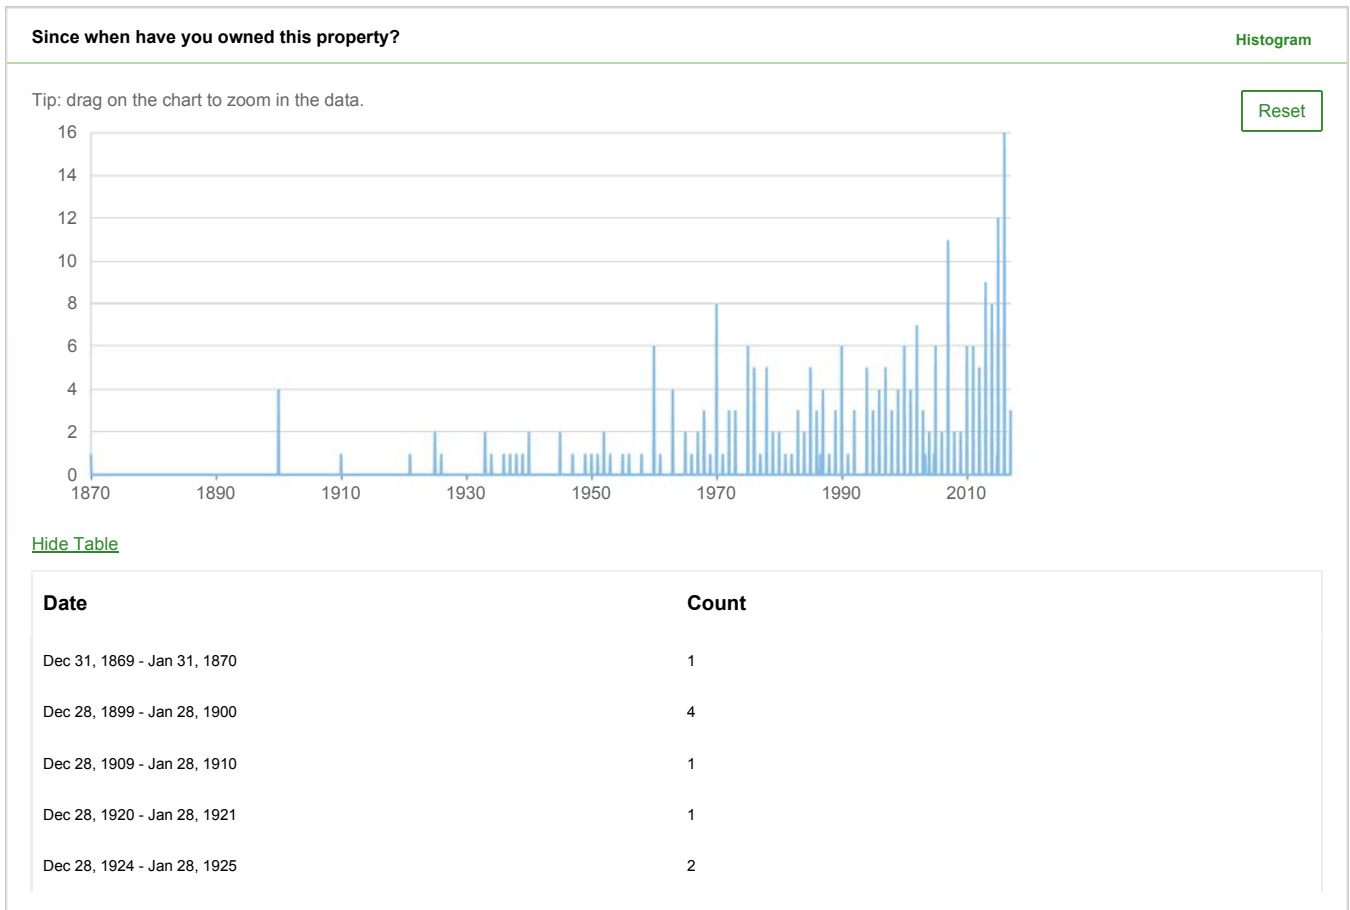 Since when have you owned this property?
Histogram
Tip: drag on the chart to zoom in the data.
Reset
16
14
12
10
8
6
4
2
0
1870 1890 1910 1930 1950 1970 1990 2010
Hide Table
Date Count
Dec 31, 1869 - Jan 31, 1870 1
Dec 28, 1899 - Jan 28, 1900 4
Dec 28, 1909 - Jan 28, 1910 1
Dec 28, 1920 - Jan 28, 1921 1
Dec 28, 1924 - Jan 28, 1925 2